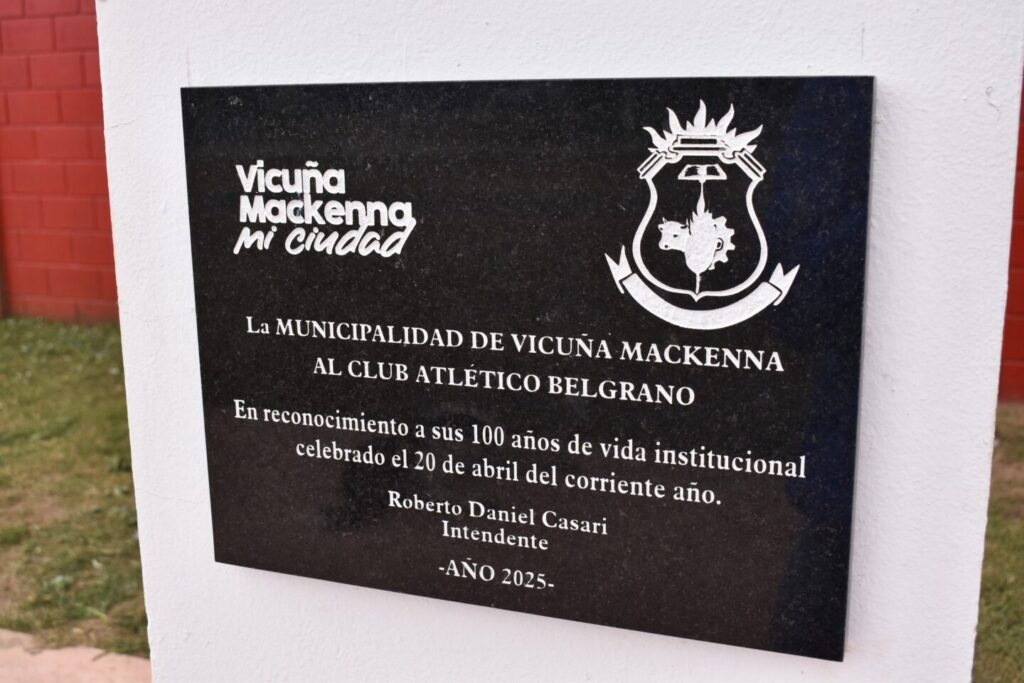 Vicuña
Mackenna
Mi ciudad
La MUNICIPALIDAD DE VICUÑA MACKENNA
AL CLUB ATLÉTICO BELGRANO
En reconocimiento a sus 100 años de vida institucional
celebrado el 20 de abril del corriente año.
Roberto Daniel Casari
Intendente
-AÑO 2025-